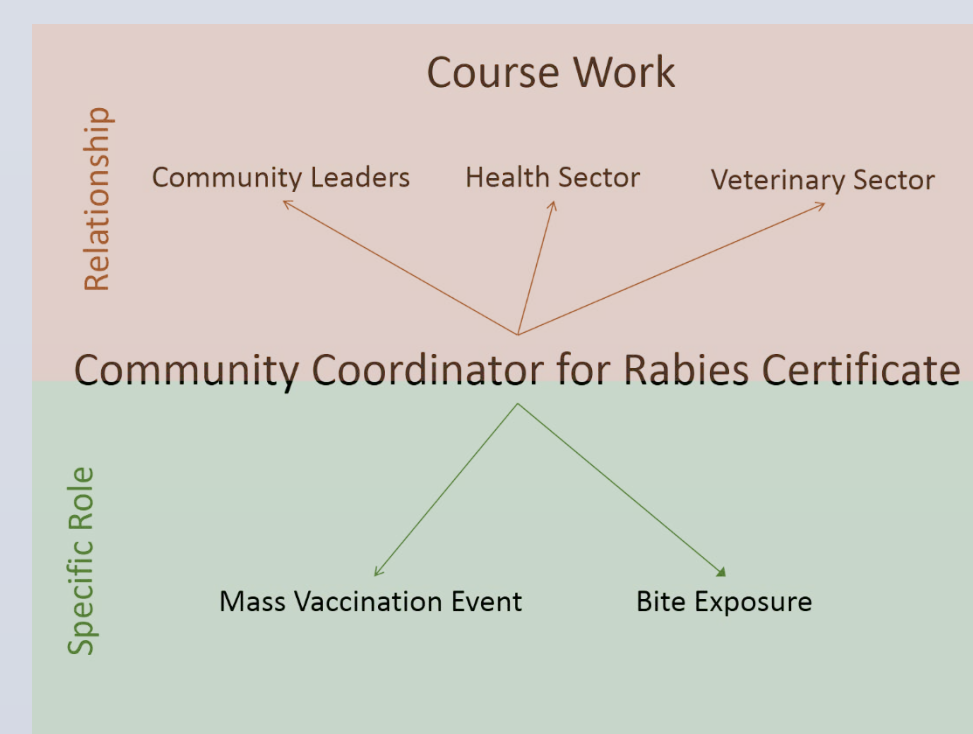 Course Work
Relationship
Community Leaders
Health Sector
Veterinary Sector
Community Coordinator for Rabies Certificate
Specific Role
Mass Vaccination Event
Bite Exposure